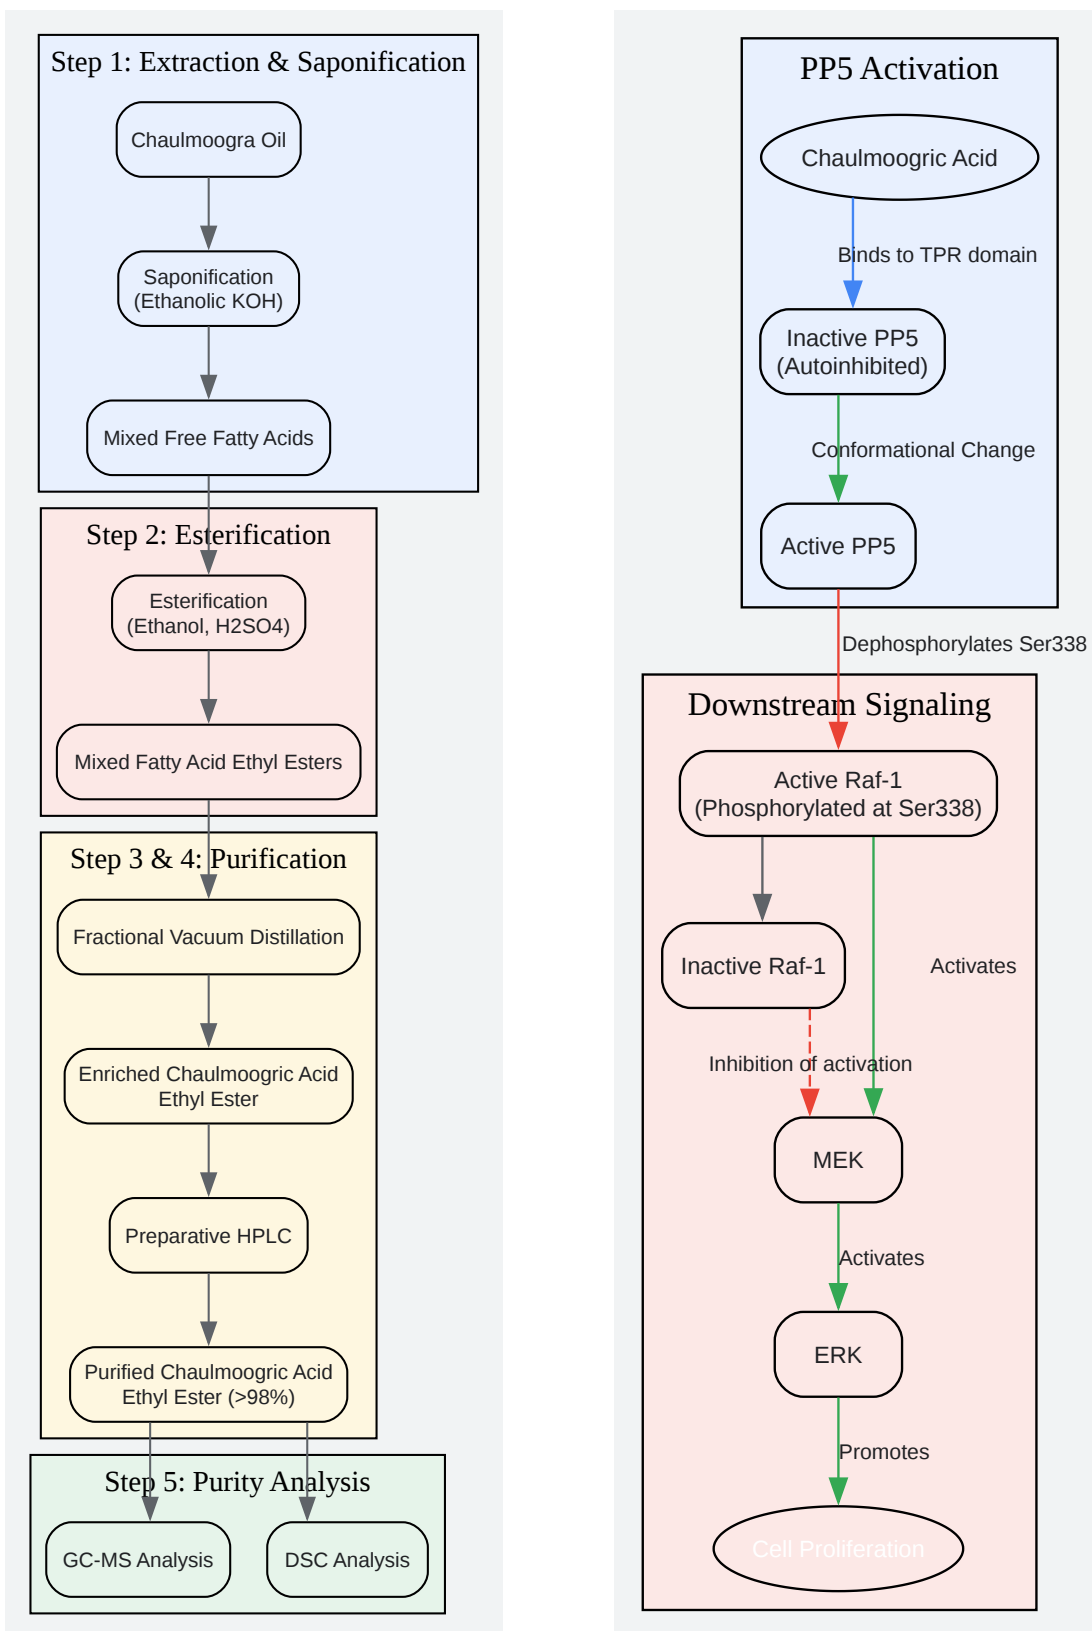 Step 1: Extraction & Saponification
Chaulmoogra Oil
Saponification
(Ethanolic KOH)
Mixed Free Fatty Acids
Step 2: Esterification
Esterification
(Ethanol, H2SO4)
Mixed Fatty Acid Ethyl Esters
Step 3 & 4: Purification
Fractional Vacuum Distillation
Enriched Chaulmoogric Acid
Ethyl Ester
Preparative HPLC
Purified Chaulmoogric Acid
Ethyl Ester (>98%)
Step 5: Purity Analysis
GC-MS Analysis
DSC Analysis
PP5 Activation
Chaulmoogric Acid
Binds to TPR domain
Inactive PP5
(Autoinhibited)
Conformational Change
Active PP5
Dephosphorylates Ser338
Downstream Signaling
Active Raf-1
(Phosphorylated at Ser338)
Inactive Raf-1
Activates
Inhibition of activation
MEK
Activates
ERK
Promotes
Cell Proliferation